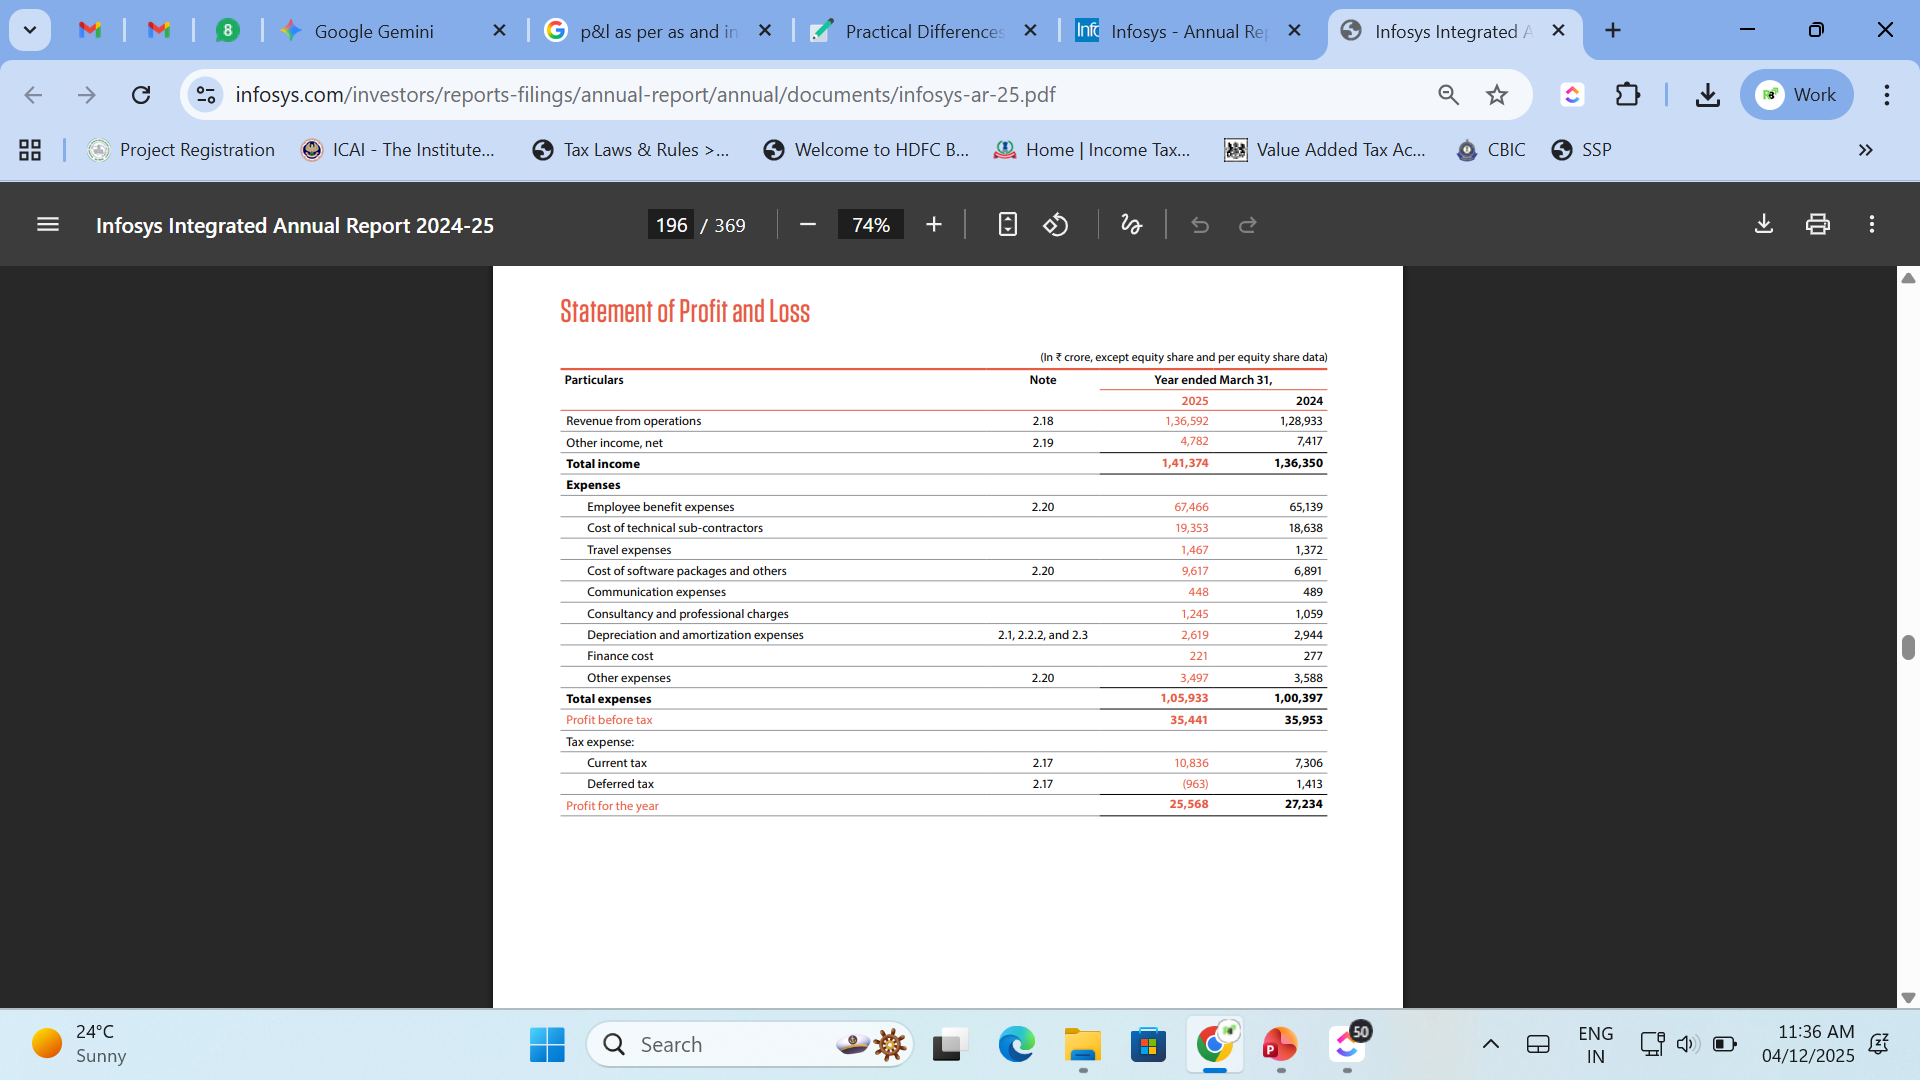 8
Google Gemini
p&l as per as and in
Practical Differences
Infosys - Annual Re
Infosys Integrated A
infosys.com/investors/reports-filings/annual-report/annual/documents/infosys-ar-25.pdf
Work
Project Registration
ICAI - The Institute...
Tax Laws & Rules >...
Welcome to HDFC B...
Home | Income Tax...
Value Added Tax Ac...
CBIC
SSP
Infosys Integrated Annual Report 2024-25
196 / 369
74%
Statement of Profit and Loss
(In ₹ crore, except equity share and per equity share data)
Particulars Note Year ended March 31,
2025 2024
Revenue from operations 2.18 1,36,592 1,28,933
Other income, net 2.19 4,782 7,417
Total income 1,41,374 1,36,350
Expenses
Employee benefit expenses 2.20 67,466 65,139
Cost of technical sub-contractors 19,353 18,638
Travel expenses 1,467 1,372
Cost of software packages and others 2.20 9,617 6,891
Communication expenses 448 489
Consultancy and professional charges 1,245 1,059
Depreciation and amortization expenses 2.1, 2.2.2, and 2.3 2,619 2,944
Finance cost 221 277
Other expenses 2.20 3,497 3,588
Total expenses 1,05,933 1,00,397
Profit before tax 35,441 35,953
Tax expense:
Current tax 2.17 10,836 7,306
Deferred tax 2.17 (963) 1,413
Profit for the year 25,568 27,234
24°C
Sunny
Search
50
ENG
IN
11:36 AM
04/12/2025